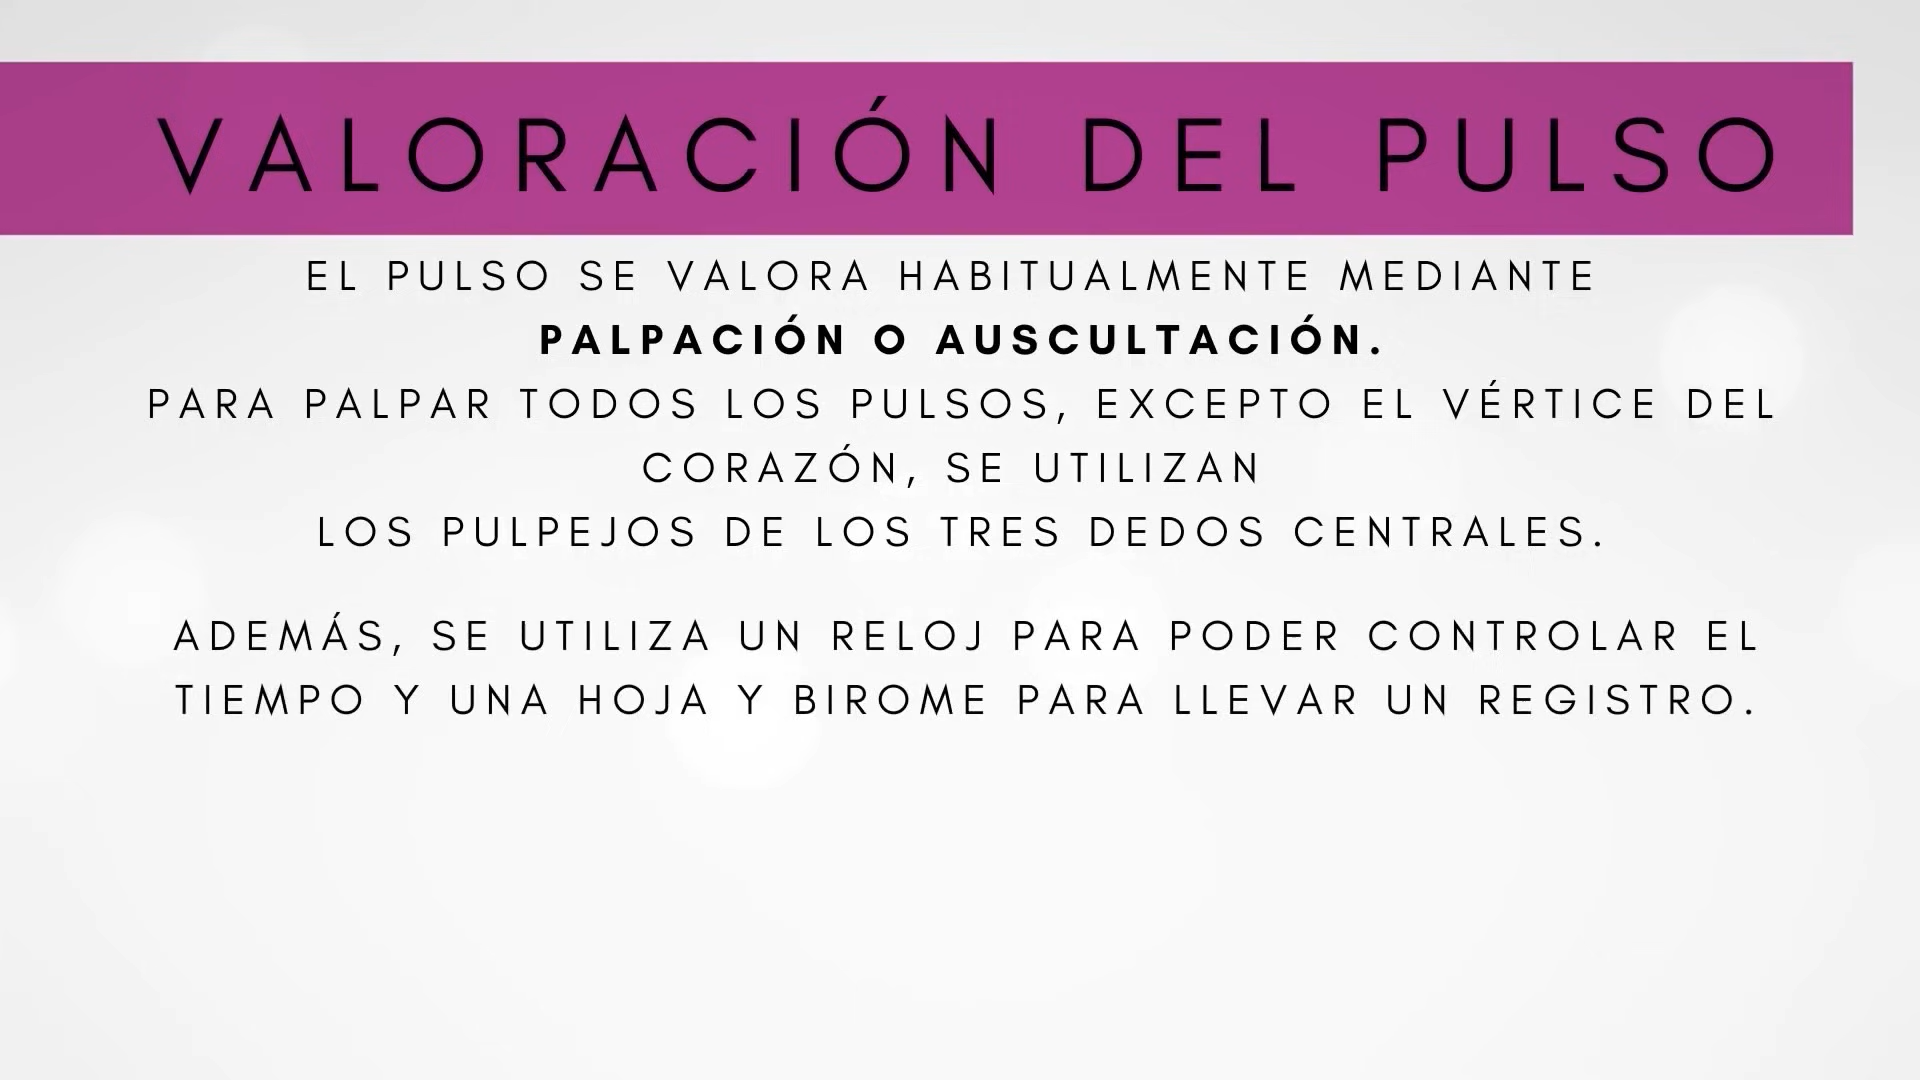 VALORACIÓN DEL PULSO
EL PULSO SE VALORA HABITUALMENTE MEDIANTE
PALPACIÓN O AUSCULTACIÓN.
PARA PALPAR TODOS LOS PULSOS, EXCEPTO EL VÉRTICE DEL
CORAZÓN, SE UTILIZAN
LOS PULPEJOS DE LOS TRES DEDOS CENTRALES.
ADEMÁS, SE UTILIZA UN RELOJ PARA PODER CONTROLAR EL
TIEMPO Y UNA HOJA Y BIROME PARA LLEVAR UN REGISTRO.